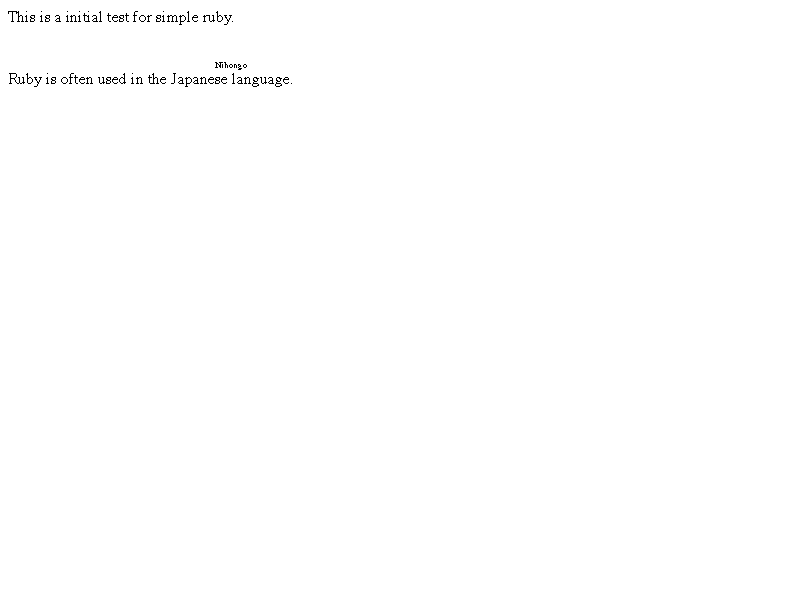 This is a initial test for simple ruby.
Nihongo
Ruby is often used in the Japanese language.